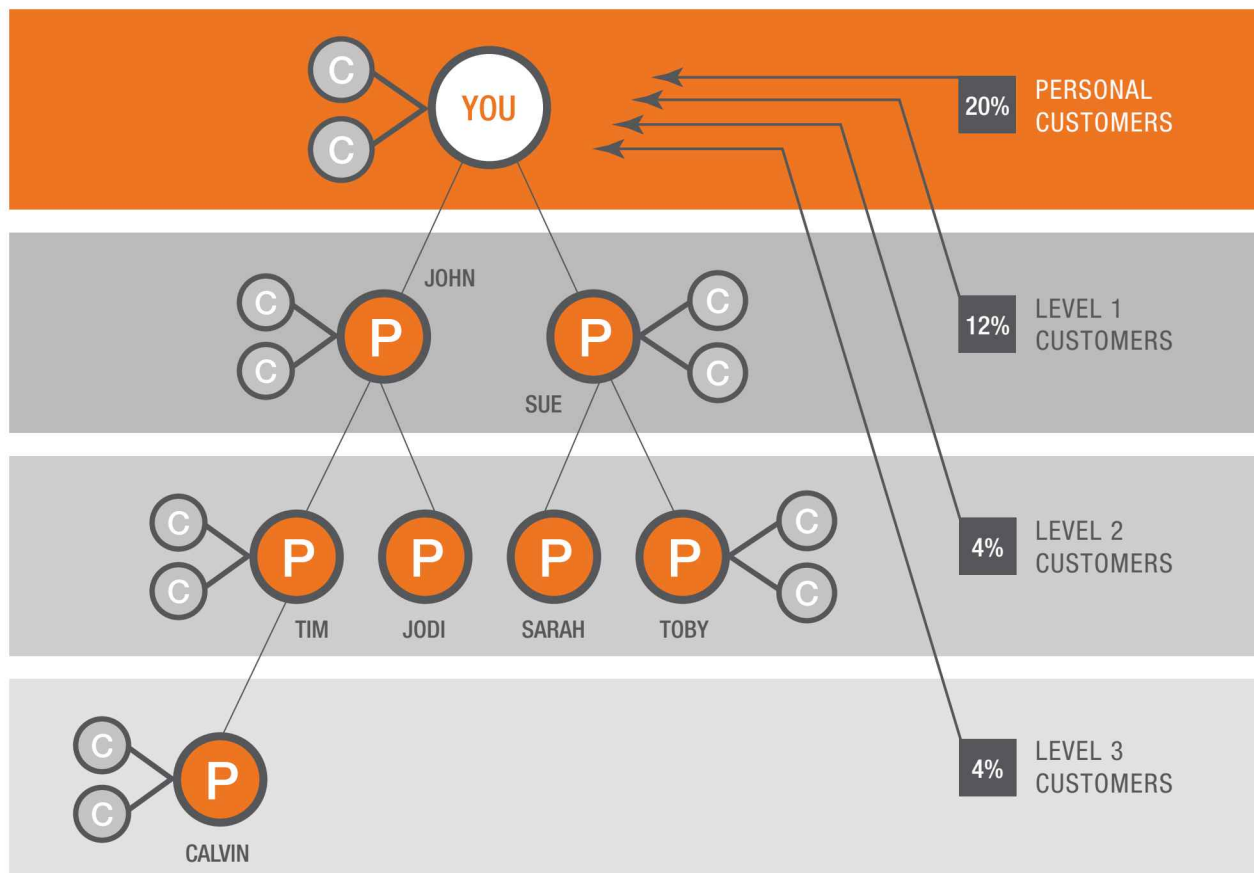 C
YOU
C
20%
PERSONAL
CUSTOMERS
JOHN
C
C
P
P
C
C
SUE
12%
LEVEL 1
CUSTOMERS
C
C
P
P
P
P
C
C
TIM
JODI
SARAH
TOBY
4%
LEVEL 2
CUSTOMERS
C
C
P
CALVIN
4%
LEVEL 3
CUSTOMERS